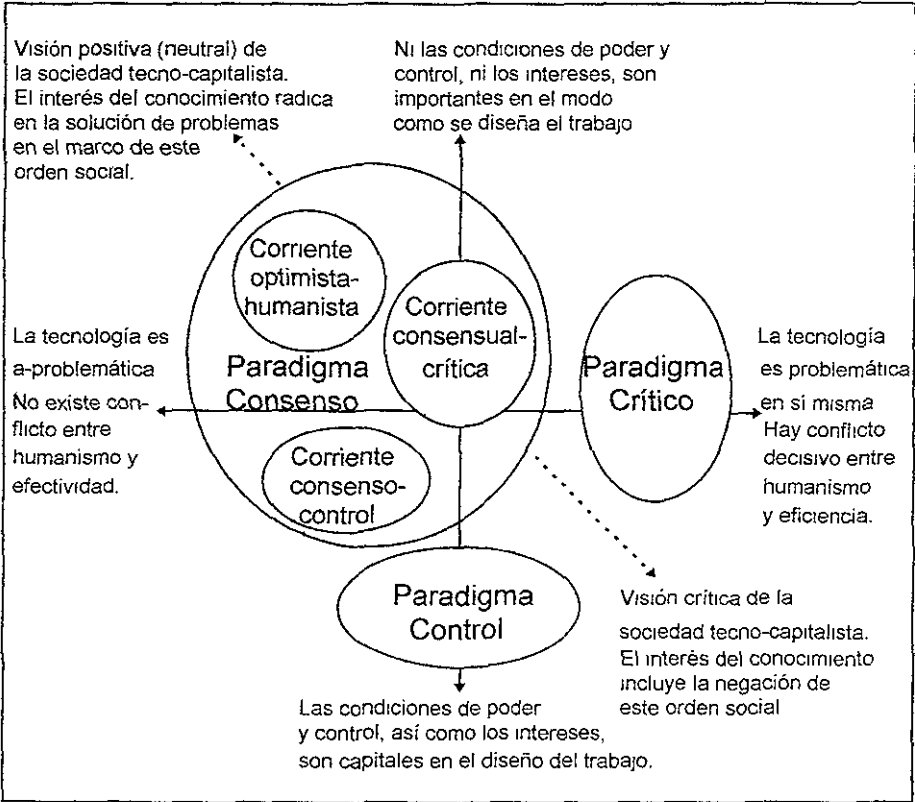 Visión positiva (neutral) de
la sociedad tecno-capitalista.
El interés del conocimiento radica
en la solución de problemas
en el marco de este
orden social.
Ni las condiciones de poder y
control, ni los intereses, son
importantes en el modo
como se diseña el trabajo
Corriente
optimista-
humanista
Corriente
consensual-
crítica
La tecnología es
a-problemática
No existe con-
flicto entre
humanismo y
efectividad.
Paradigma
Consenso
Paradigma
Crítico
La tecnología
es problemática
en si misma
Hay conflicto
decisivo entre
humanismo
y eficiencia.
Corriente
consenso-
control
Paradigma
Control
Visión crítica de la
sociedad tecno-capitalista.
El interés del conocimiento
incluye la negación de
este orden social
Las condiciones de poder
y control, así como los intereses,
son capitales en el diseño del trabajo.